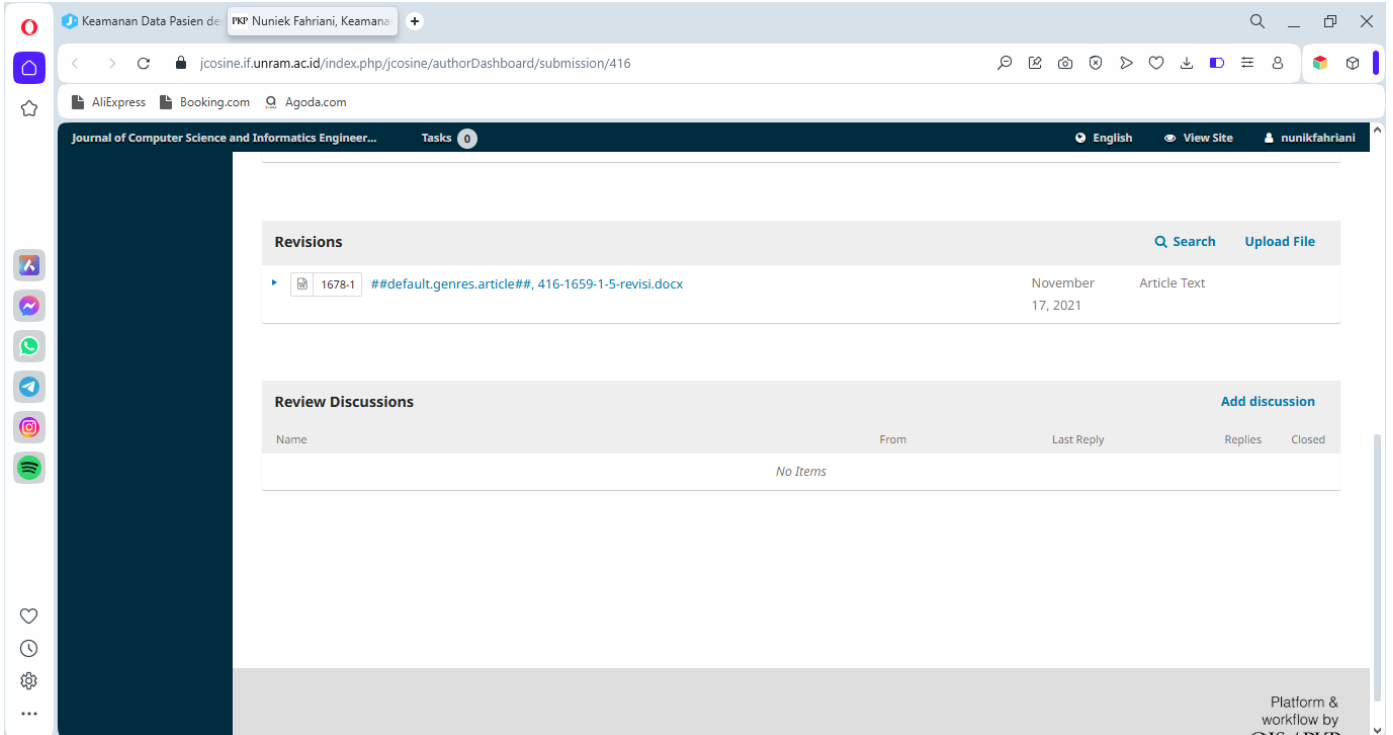 Keamanan Data Pasien de
PKP Nuniek Fahriani, Keamana
jcosine.if.unram.ac.id/index.php/jcosine/authorDashboard/submission/416
AliExpress Booking.com Agoda.com
Journal of Computer Science and Informatics Engineer... Tasks 0 English View Site nunikfahriani
Revisions Search Upload File
1678-1 ##default.genres.article##, 416-1659-1-5-revisi.docx November Article Text
17, 2021
Review Discussions Add discussion
Name From Last Reply Replies Closed
No Items
Platform &
workflow by
OJS / PKP